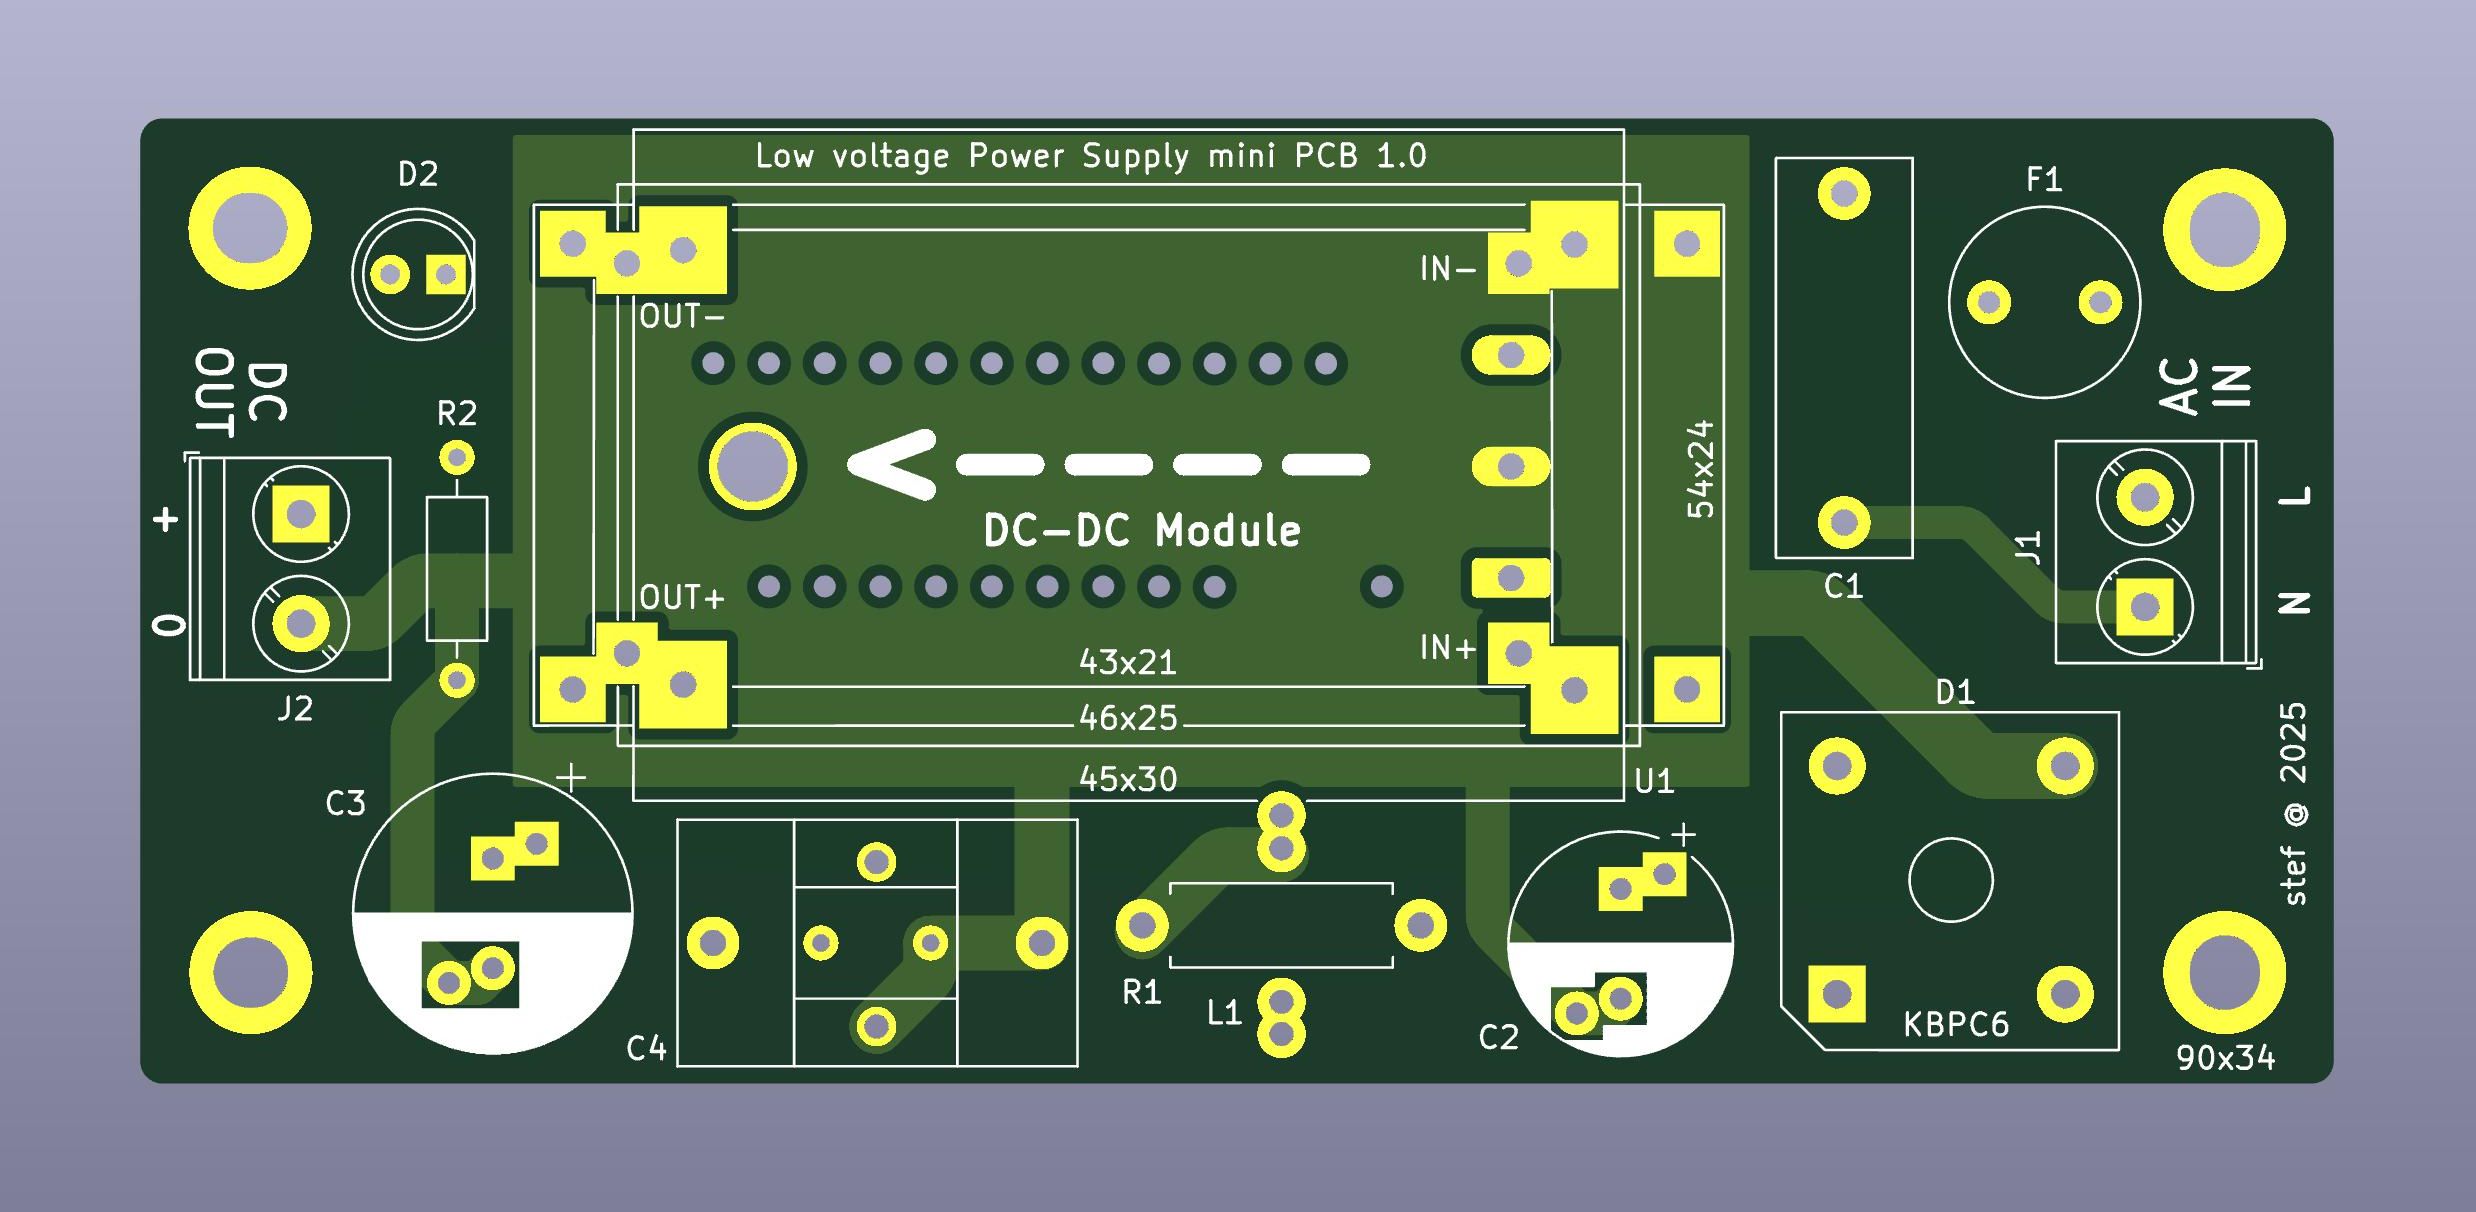 Low voltage Power Supply mini PCB 1.0
D2
F1
OUT-
IN-
DC
OUT
AC
IN
R2
54x24
L
+
DC-DC Module
J1
C1
N
0
OUT+
IN+
43x21
46x25
45x30
J2
D1
U1
C3
+
+
stef @ 2025
R1
L1
C2
C4
KBPC6
90x34